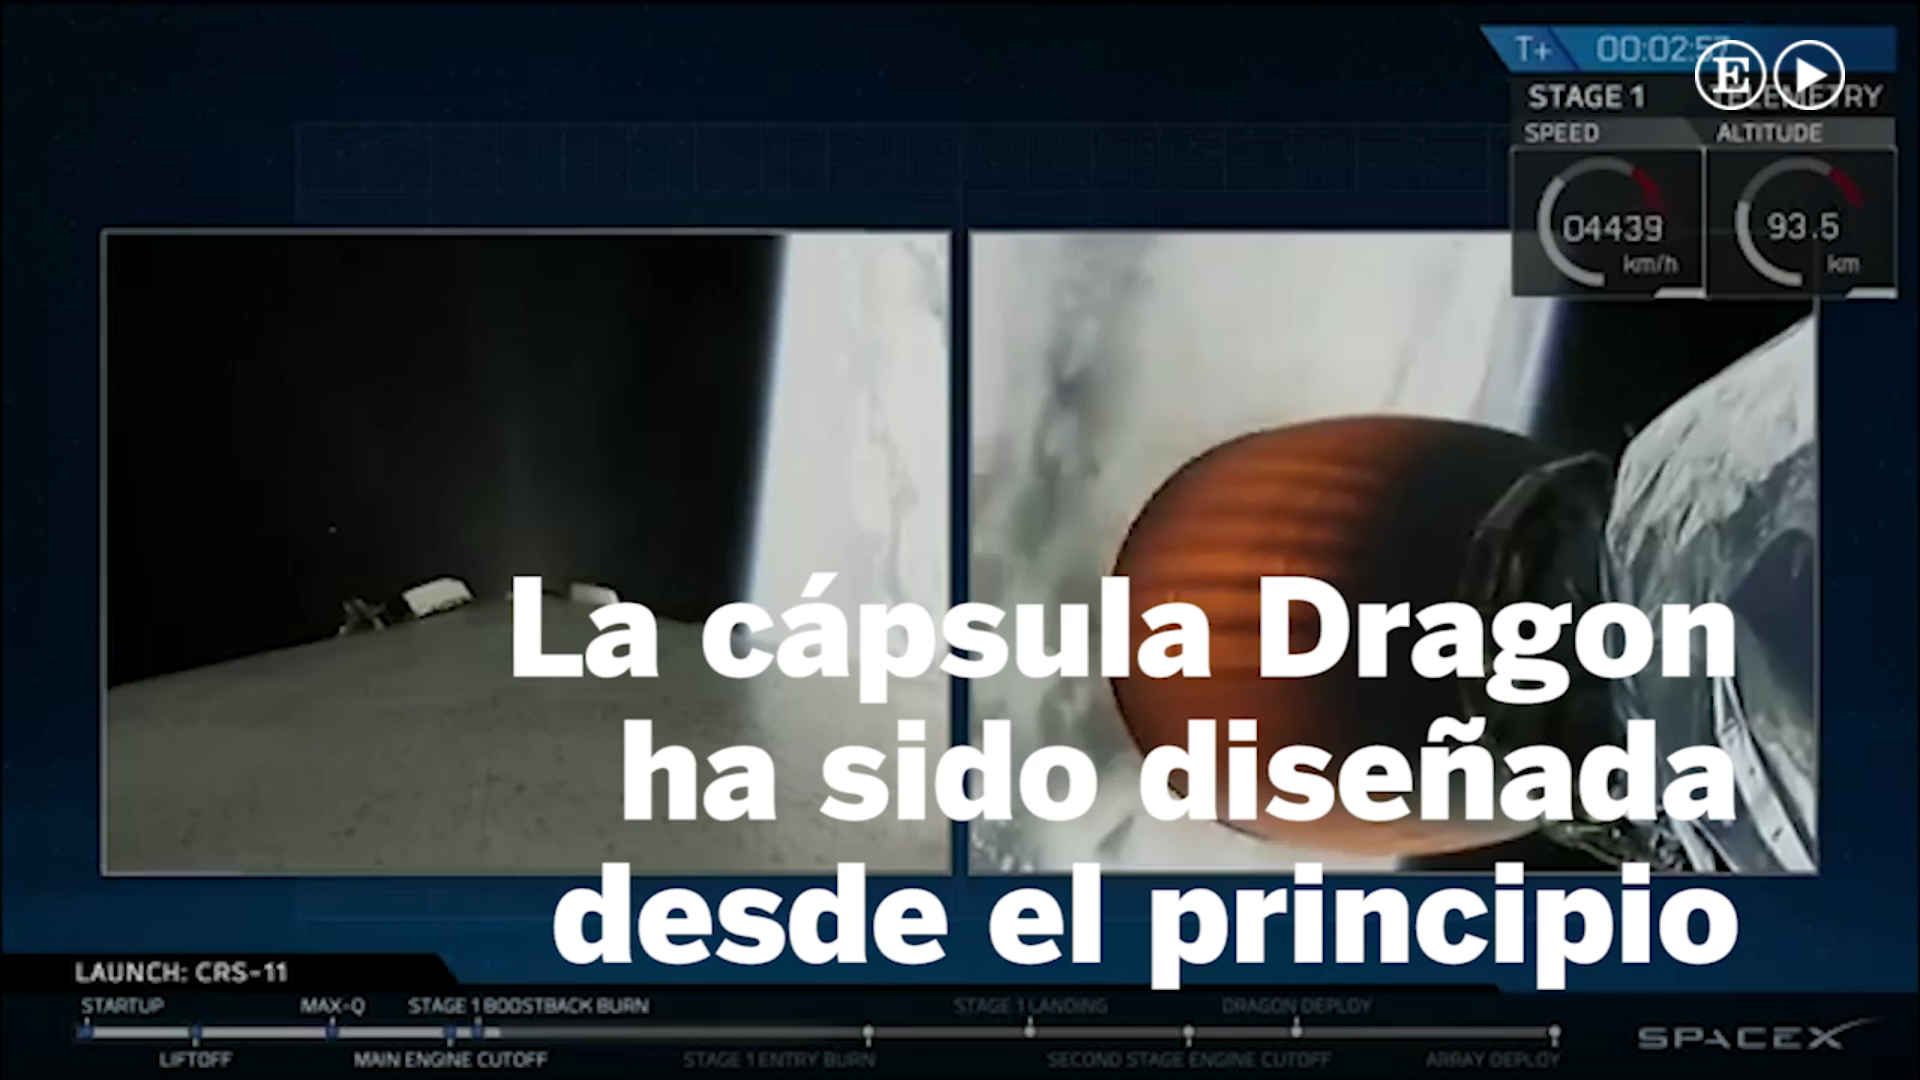 T+ 00:02:57
E
STAGE 1 TELEMETRY
SPEED ALTITUDE
04439 93.5
km/h km
La cápsula Dragon
ha sido diseñada
desde el principio
LAUNCH: CRS-11
STARTUP MAX-Q STAGE 1 BOOSTBACK BURN STAGE 1 LANDING DRAGON DEPLOY
LIFTOFF MAIN ENGINE CUTOFF STAGE 1 ENTRY BURN SECOND STAGE ENGINE CUTOFF ARRAY DEPLOY
SPACEX